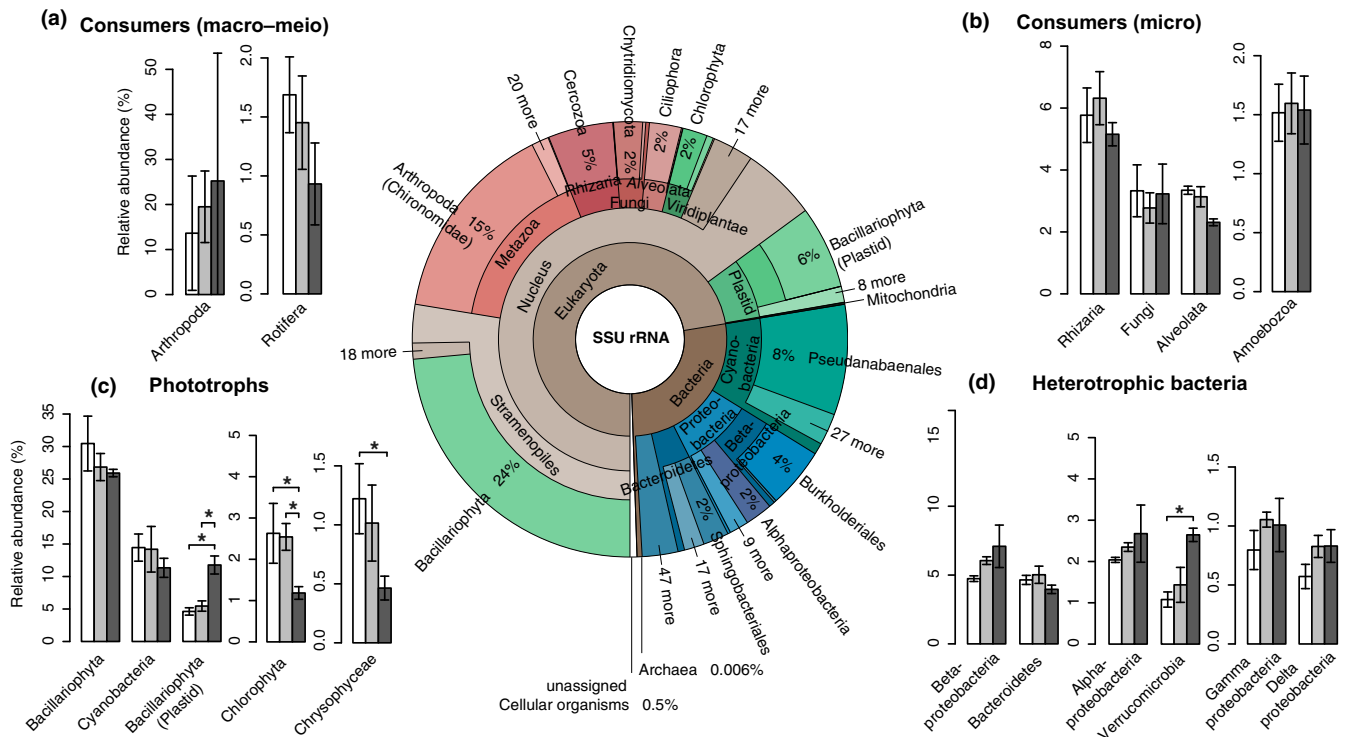 (a) Consumers (macro–meio)
Relative abundance (%)
50
40
30
20
10
0
2.0
1.5
1.0
0.5
0.0
Arthropoda
Rotifera
(b) Consumers (micro)
8
6
4
2
0
2.0
1.5
1.0
0.5
0.0
Rhizaria
Fungi
Alveolata
Amoebozoa
SSU rRNA
Eukaryota
Nucleus
Metazoa
Rhizaria
Fungi
Alveolata
Viridiplantae
Plastid
Stramenopiles
Bacteria
Cyano-
bacteria
Proteo-
bacteria
Beta-
proteobacteria
Bacteroidetes
Arthropoda
(Chironomidae)
15%
20 more
Cercozoa
5%
Chytridiomycota
2%
Ciliophora
2%
Chlorophyta
2%
17 more
Bacillariophyta
(Plastid)
6%
8 more
Mitochondria
Pseudanabaenales
8%
27 more
Burkholderiales
4%
Alphaproteobacteria
2%
9 more
Sphingobacteriales
2%
17 more
47 more
Archaea 0.006%
unassigned
Cellular organisms 0.5%
Bacillariophyta
24%
18 more
(c) Phototrophs
Relative abundance (%)
35
30
25
20
15
10
5
0
5
4
3
2
1
0
1.5
1.0
0.5
0.0
*
*
*
*
*
Bacillariophyta
Cyanobacteria
Bacillariophyta
(Plastid)
Chlorophyta
Chrysophyceae
(d) Heterotrophic bacteria
15
10
5
0
5
4
3
2
1
0
1.5
1.0
0.5
0.0
*
Beta-
proteobacteria
Bacteroidetes
Alpha-
proteobacteria
Verrucomicrobia
Gamma
proteobacteria
Delta
proteobacteria